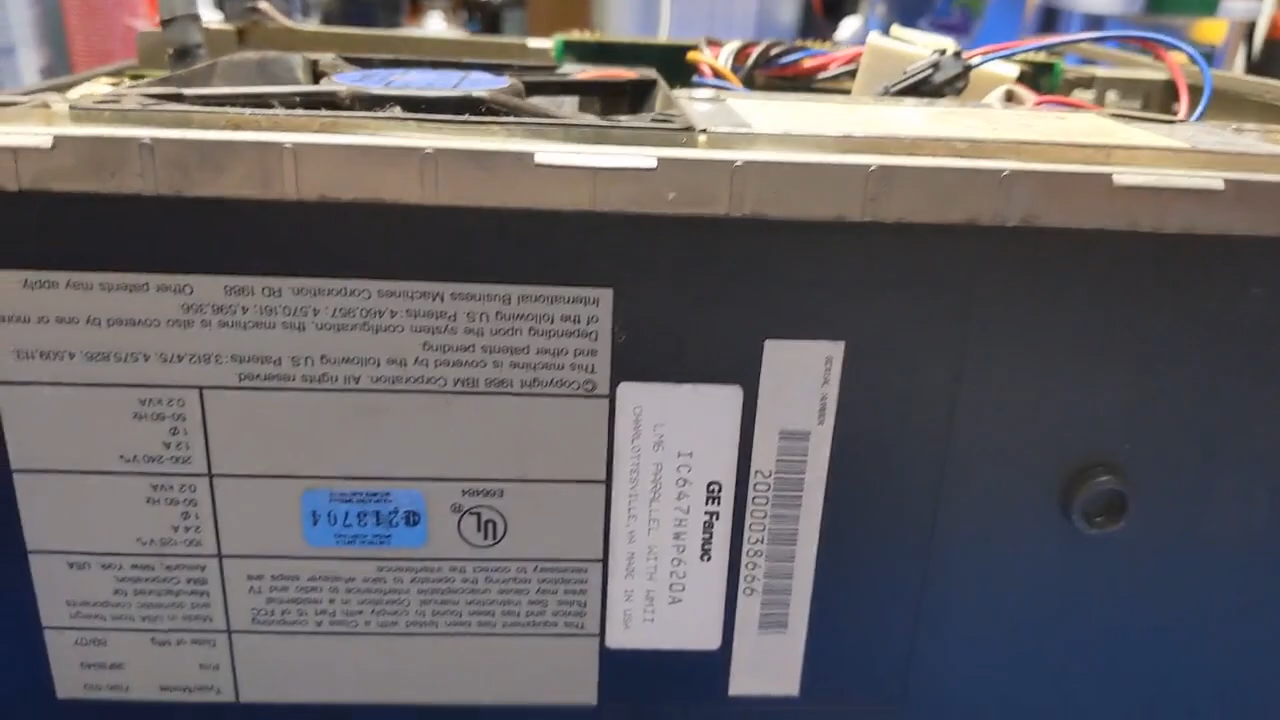 ©Copyright 1988 IBM Corporation. All rights reserved.
This machine is covered by the following U.S. Patents: 3,812,475, 4,575,826, 4,509,113.
and other patents pending.
Depending upon the system configuration, this machine is also covered by one or more
of the following U.S. Patents: 4,460,957; 4,570,161; 4,598,356
International Business Machines Corporation. RD 1988 Other patents may apply
200-240 V~
1.2 A
1 Φ
50-60 Hz
0.2 kVA
100-125 V~
2.4 A
1 Φ
50-60 Hz
0.2 kVA
E66464
UL
®
e213704
This equipment has been tested with a Class A computing
device and has been found to comply with Part 15 of FCC
Rules. See instruction manual. Operation in a residential
area may cause unacceptable interference to radio and TV
reception requiring the operator to take whatever steps are
necessary to correct the interference.
Made in USA from foreign
and domestic components
Manufactured for
IBM Corporation,
Armonk, New York, USA
Type/Model
P/N
Date of Mfg 89/07
GE Fanuc
IC647HWP620A
LM6 PARALLEL WITH WMII
CHARLOTTESVILLE, VA MADE IN USA
2000038666